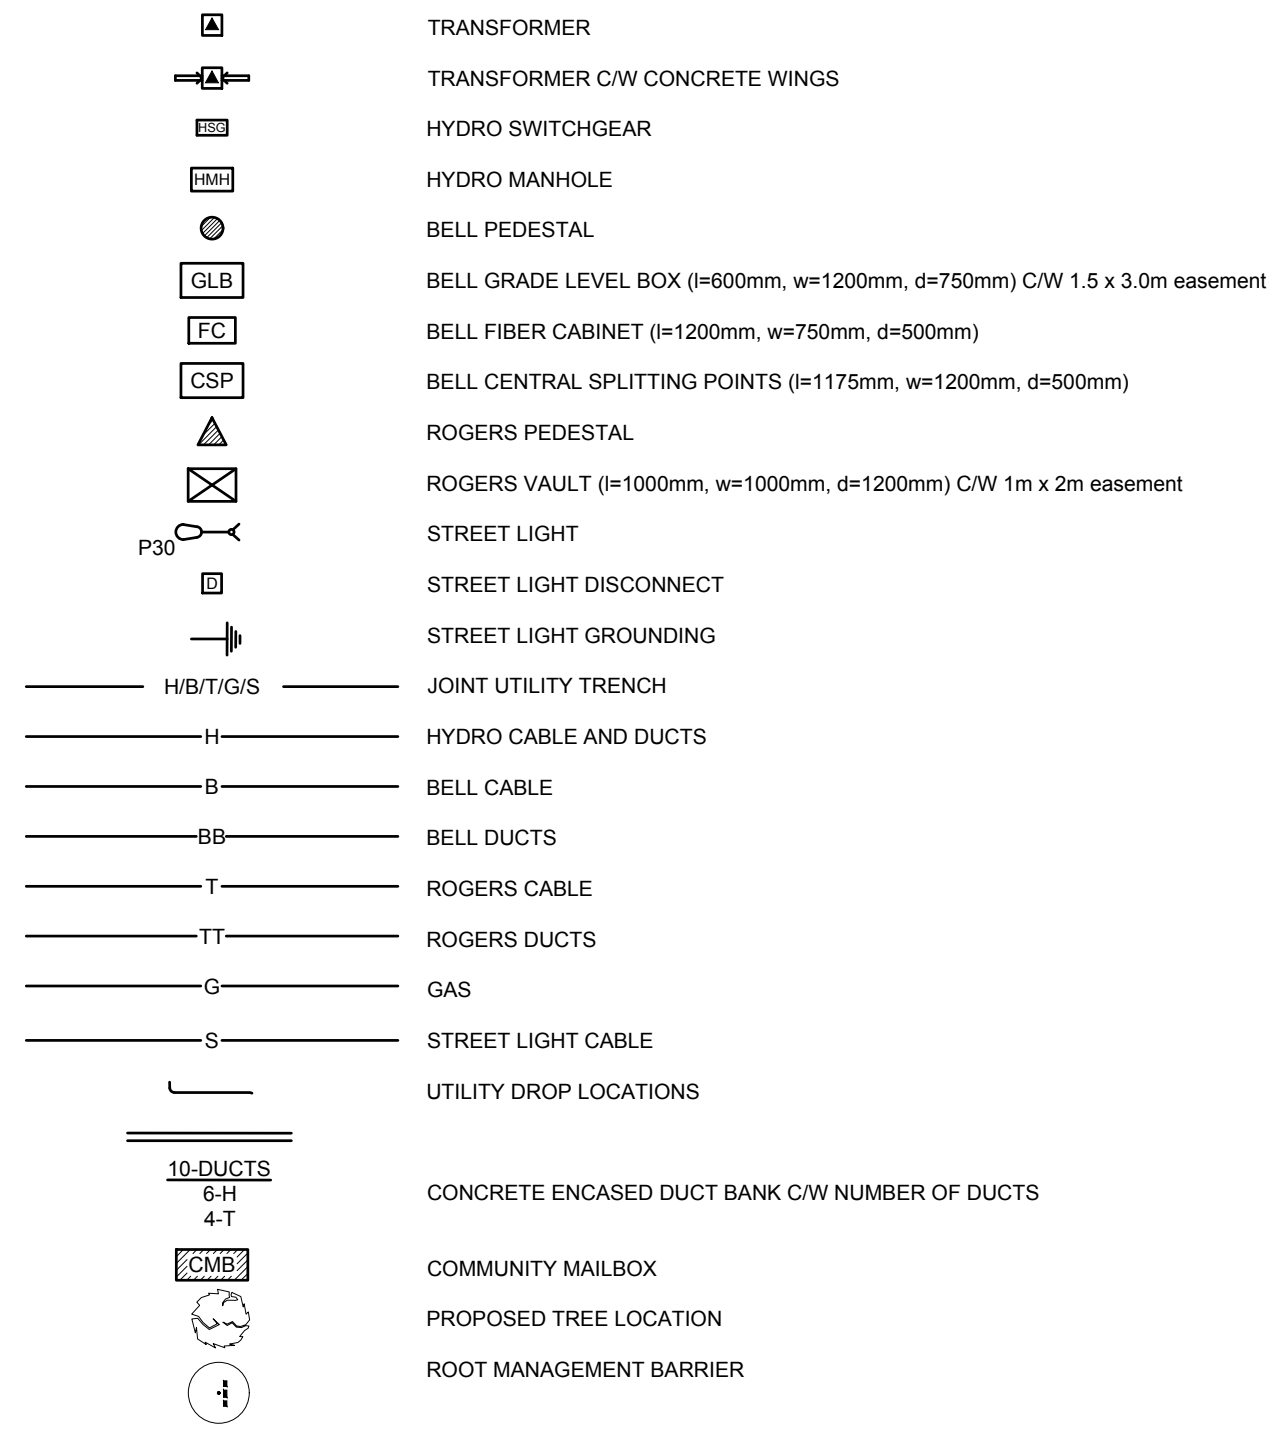 TRANSFORMER
TRANSFORMER C/W CONCRETE WINGS
HSG HYDRO SWITCHGEAR
HMH HYDRO MANHOLE
BELL PEDESTAL
GLB BELL GRADE LEVEL BOX (l=600mm, w=1200mm, d=750mm) C/W 1.5 x 3.0m easement
FC BELL FIBER CABINET (l=1200mm, w=750mm, d=500mm)
CSP BELL CENTRAL SPLITTING POINTS (l=1175mm, w=1200mm, d=500mm)
ROGERS PEDESTAL
ROGERS VAULT (l=1000mm, w=1000mm, d=1200mm) C/W 1m x 2m easement
P30 STREET LIGHT
D STREET LIGHT DISCONNECT
STREET LIGHT GROUNDING
H/B/T/G/S JOINT UTILITY TRENCH
H HYDRO CABLE AND DUCTS
B BELL CABLE
BB BELL DUCTS
T ROGERS CABLE
TT ROGERS DUCTS
G GAS
S STREET LIGHT CABLE
UTILITY DROP LOCATIONS
10-DUCTS
6-H CONCRETE ENCASED DUCT BANK C/W NUMBER OF DUCTS
4-T
CMB COMMUNITY MAILBOX
PROPOSED TREE LOCATION
ROOT MANAGEMENT BARRIER